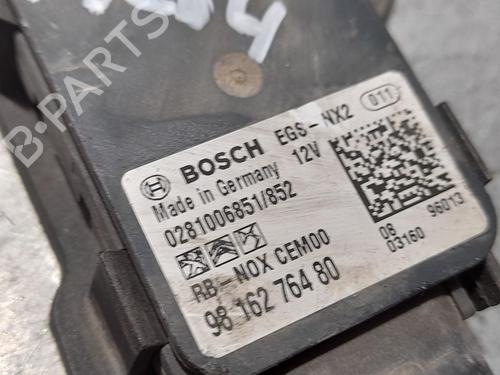 B-PARTS
BOSCH EGS-NX2 011
Made in Germany 12V
0281006851/852
RB-NOX CEM00
98 162 764 80
08 96013
03160